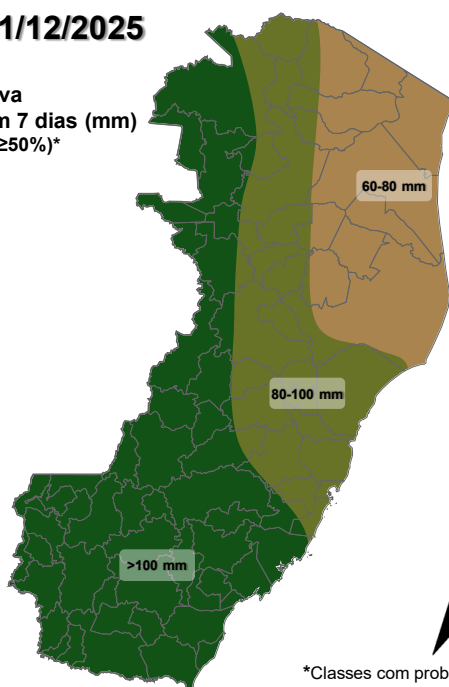 1/12/2025
va
m 7 dias (mm)
≥50%)*
60-80 mm
80-100 mm
>100 mm
*Classes com prob